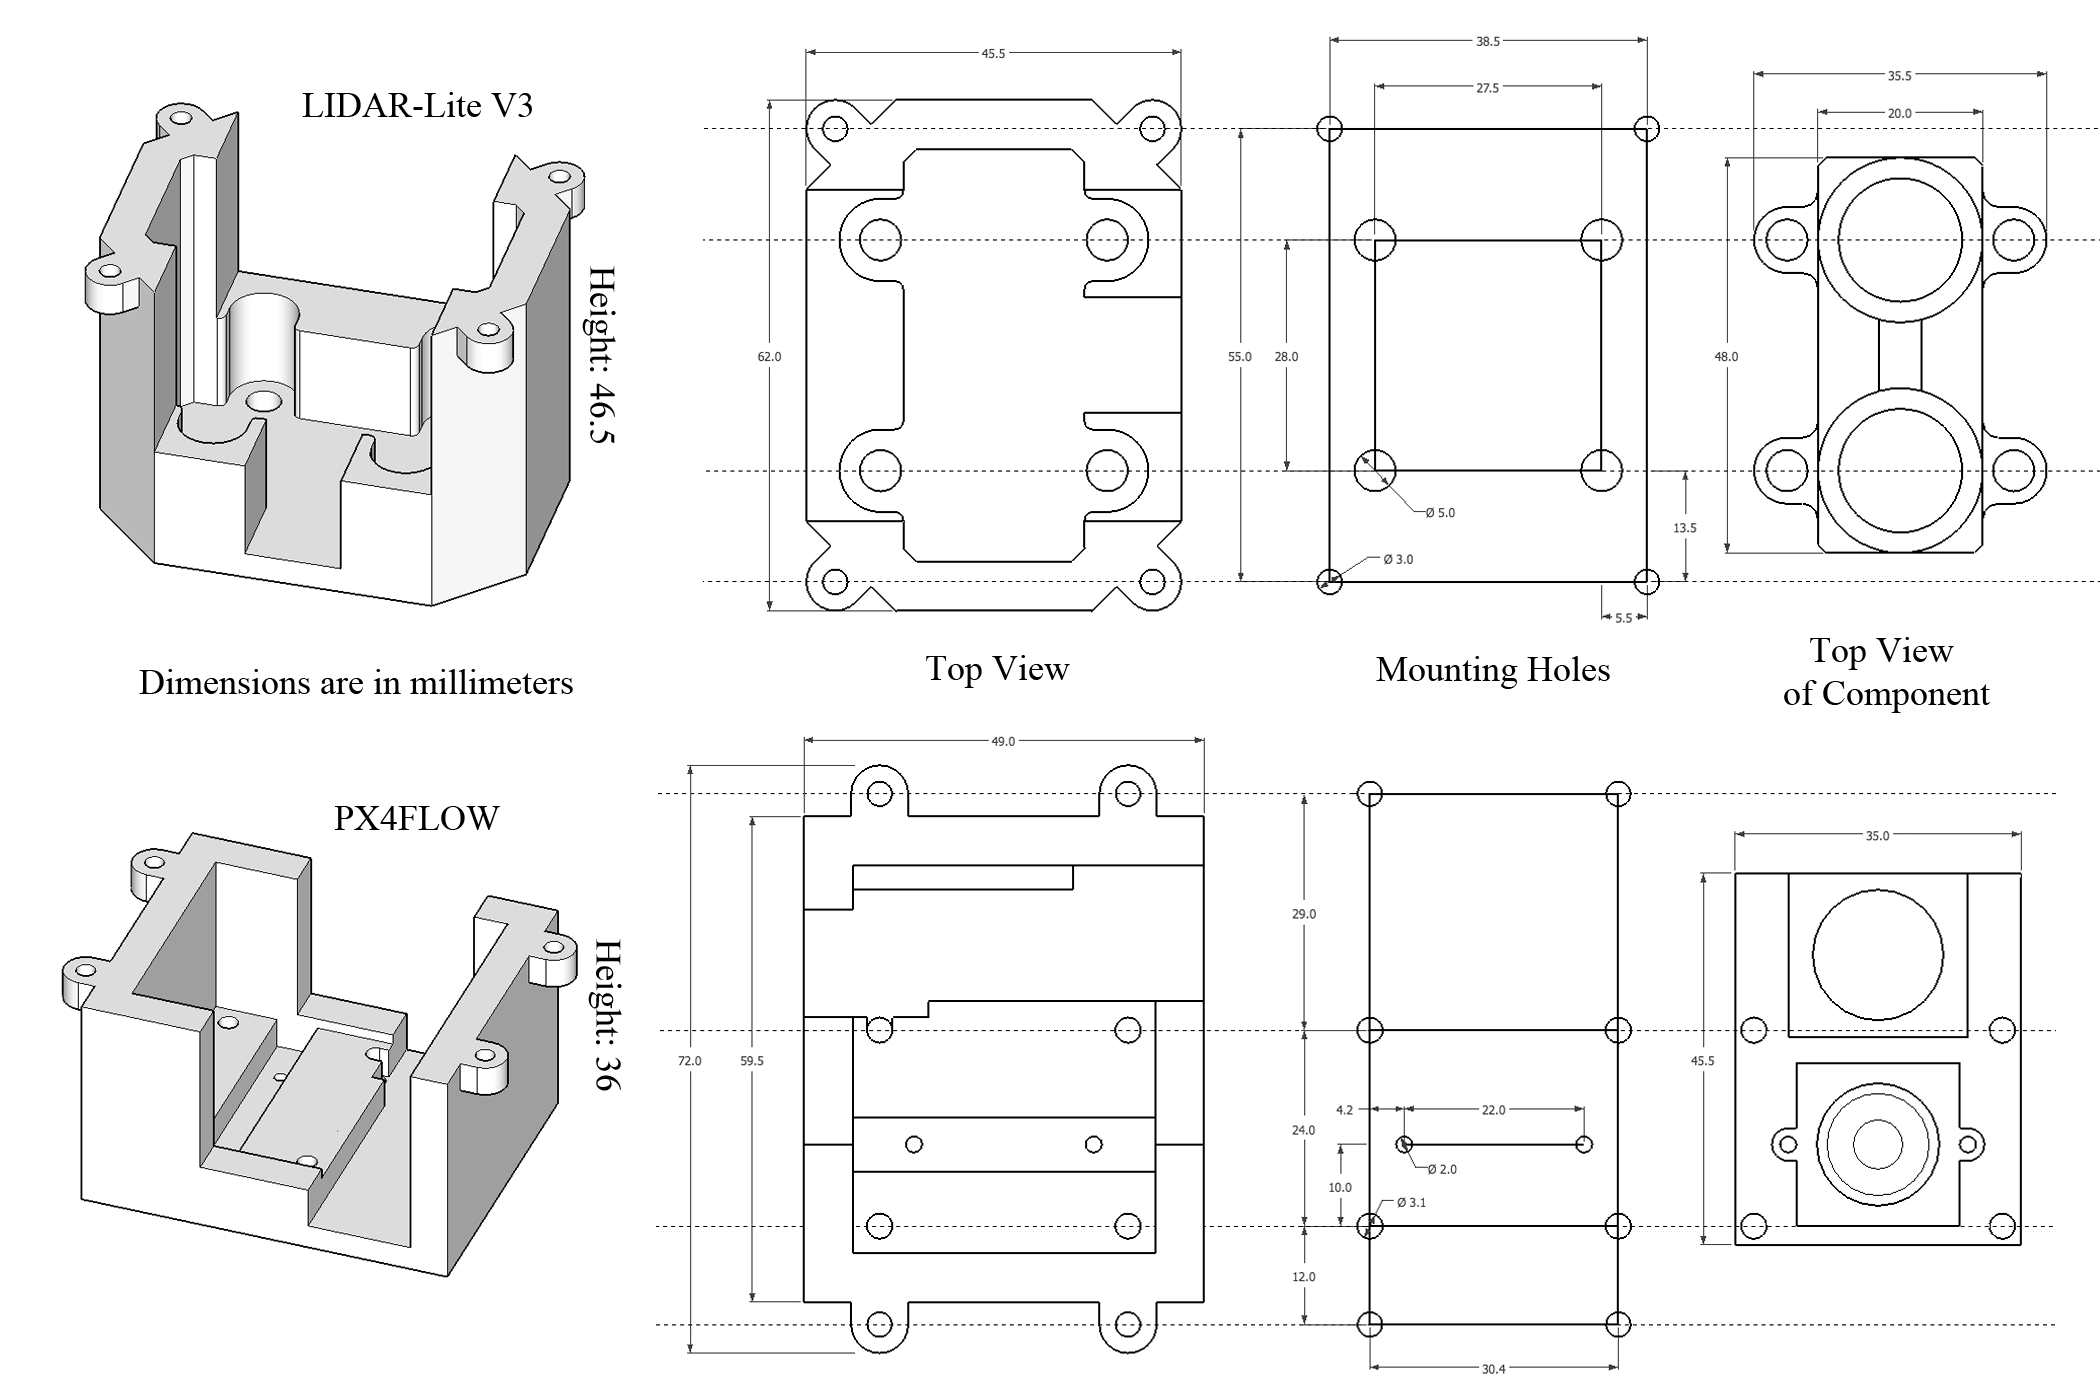 LIDAR-Lite V3
Height: 46.5
45.5
62.0
38.5
27.5
55.0
28.0
Ø 5.0
Ø 3.0
13.5
5.5
35.5
20.0
48.0
Dimensions are in millimeters
Top View
Mounting Holes
Top View
of Component
PX4FLOW
Height: 36
49.0
72.0
59.5
29.0
4.2
22.0
24.0
Ø 2.0
10.0
Ø 3.1
12.0
30.4
35.0
45.5